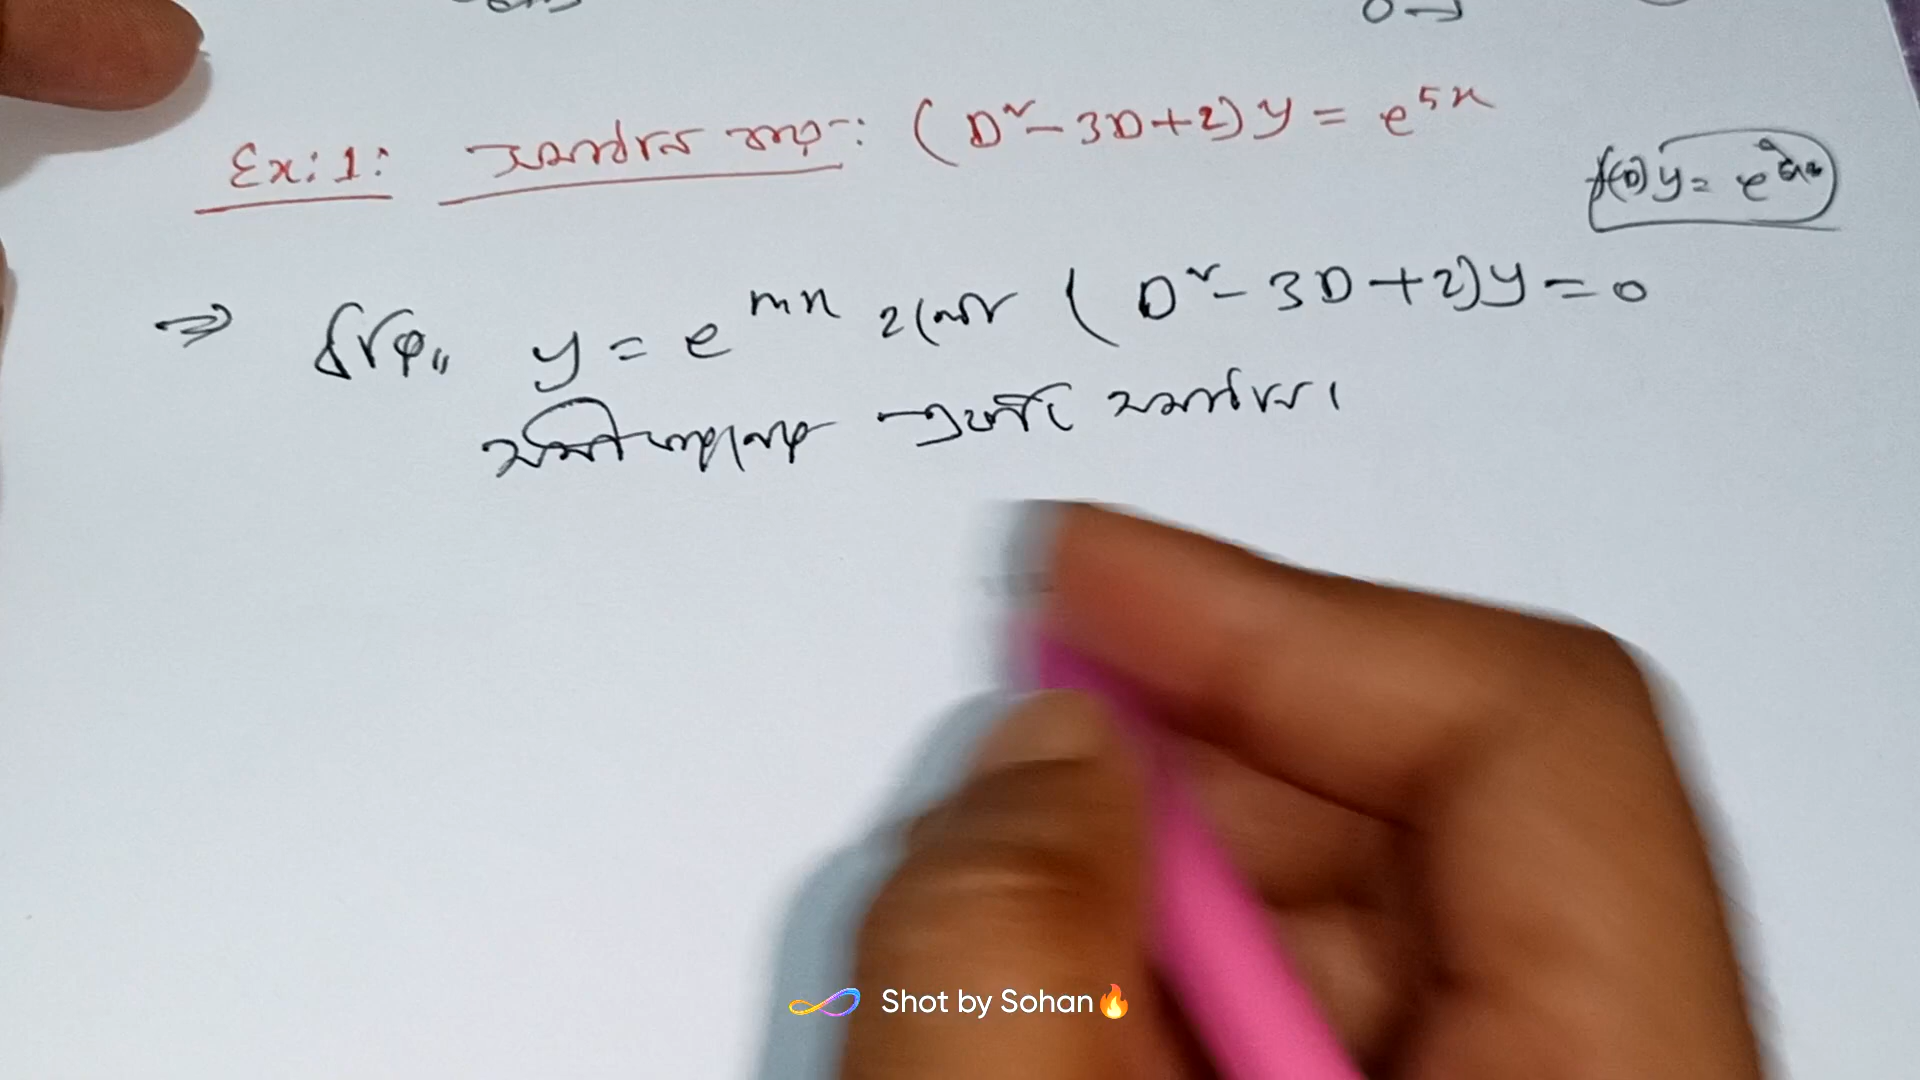 Ex: 1: সমাধান কর: (D² - 3D + 2) y = e^5x
f(D) y = e^ax
⇒ ধরি, y = e^mx হলো (D² - 3D + 2) y = 0
সমীকরণের একটি সমাধান।
Shot by Sohan🔥